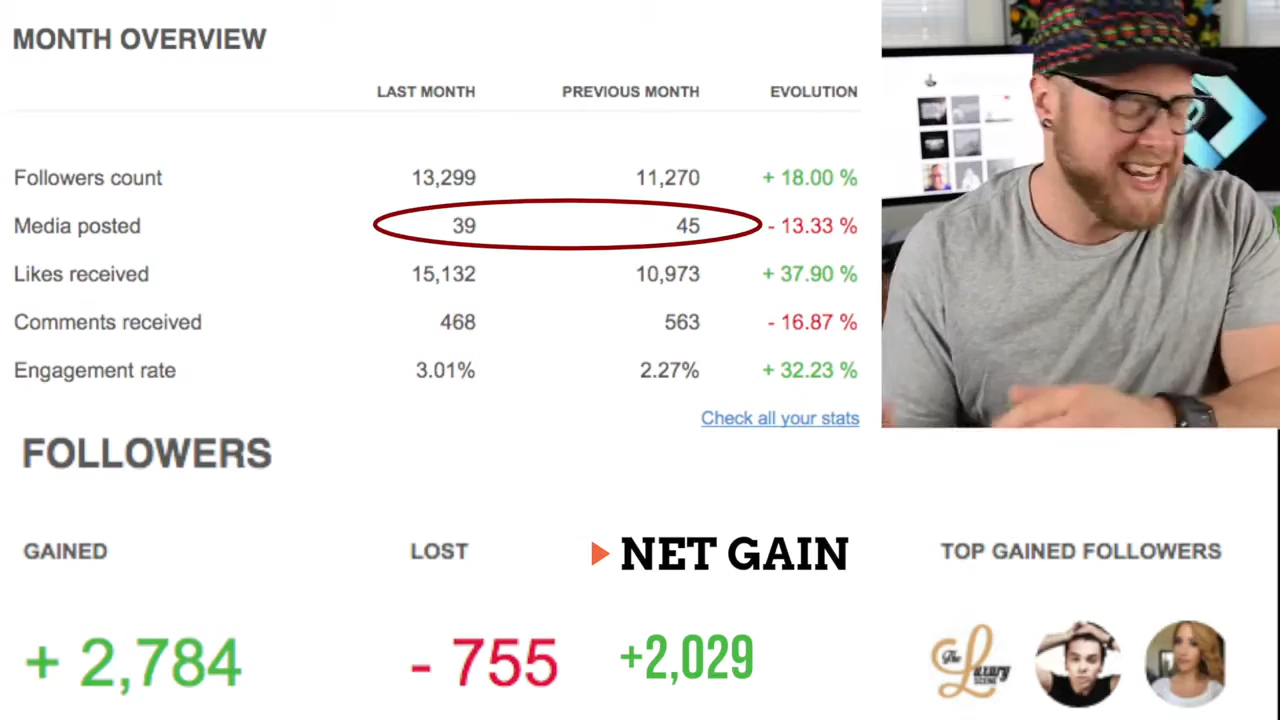 MONTH OVERVIEW
LAST MONTH PREVIOUS MONTH EVOLUTION
Followers count 13,299 11,270 + 18.00 %
Media posted 39 45 - 13.33 %
Likes received 15,132 10,973 + 37.90 %
Comments received 468 563 - 16.87 %
Engagement rate 3.01% 2.27% + 32.23 %
Check all your stats
FOLLOWERS
GAINED LOST NET GAIN TOP GAINED FOLLOWERS
+ 2,784 - 755 +2,029
The Luxury
SCENE